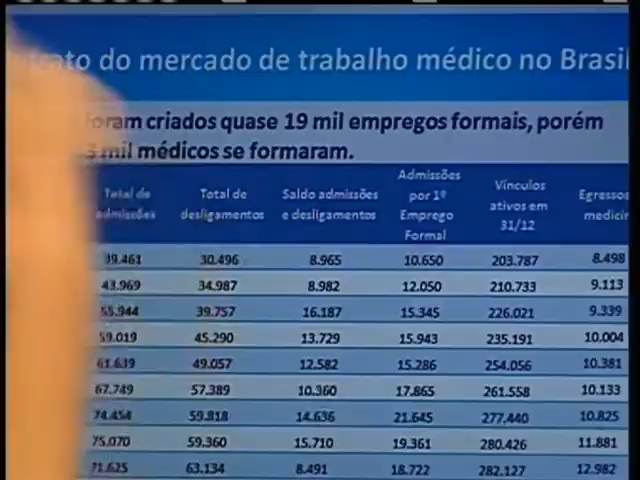 do mercado de trabalho médico no Brasil
foram criados quase 19 mil empregos formais, porém
mil médicos se formaram.
Total de admissões
Total de desligamentos
Saldo admissões e desligamentos
Admissões por 1º Emprego Formal
Vínculos ativos em 31/12
Egressos
39.461 30.496 8.965 10.650 203.787 8.498
43.969 34.987 8.982 12.050 210.733 9.113
55.944 39.757 16.187 15.345 226.021 9.339
59.019 45.290 13.729 15.943 235.191 10.004
61.639 49.057 12.582 15.286 254.056 10.381
67.749 57.389 10.360 17.865 261.558 10.133
74.454 59.818 14.636 21.645 277.440 10.825
75.070 59.360 15.710 19.361 280.426 11.881
71.625 63.134 8.491 18.722 282.127 12.982